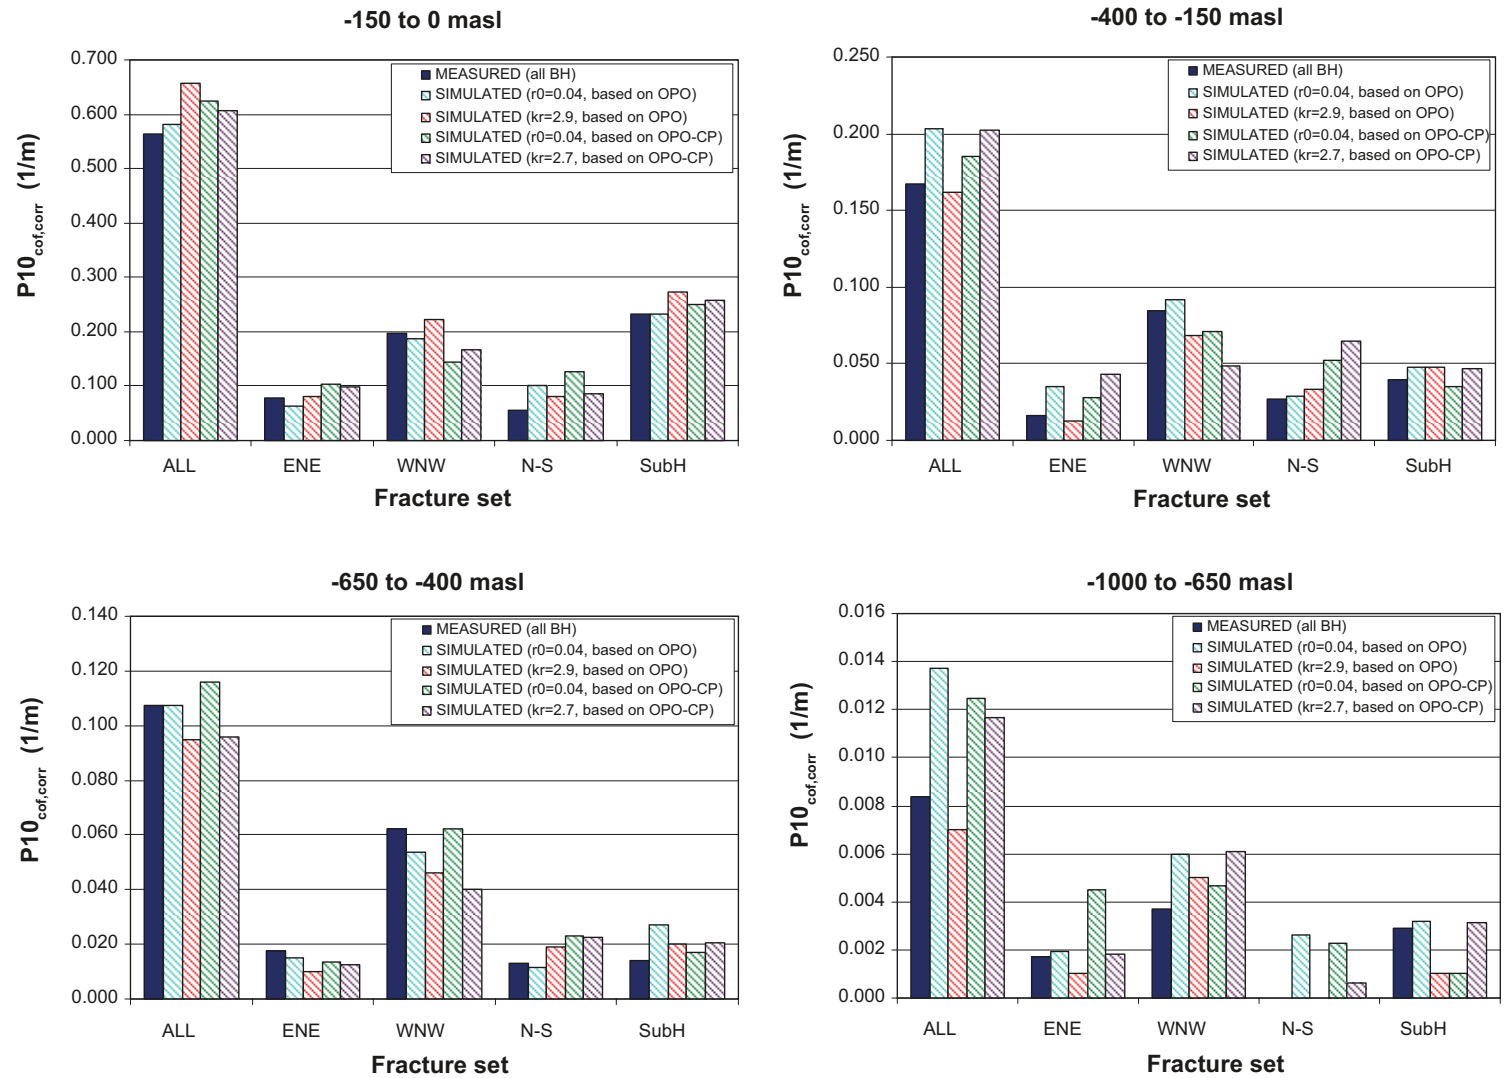 -150 to 0 masl
P10cof,corr (1/m)
0.700
0.600
0.500
0.400
0.300
0.200
0.100
0.000
MEASURED (all BH)
SIMULATED (r0=0.04, based on OPO)
SIMULATED (kr=2.9, based on OPO)
SIMULATED (r0=0.04, based on OPO-CP)
SIMULATED (kr=2.7, based on OPO-CP)
ALL ENE WNW N-S SubH
Fracture set
-400 to -150 masl
P10cof,corr (1/m)
0.250
0.200
0.150
0.100
0.050
0.000
MEASURED (all BH)
SIMULATED (r0=0.04, based on OPO)
SIMULATED (kr=2.9, based on OPO)
SIMULATED (r0=0.04, based on OPO-CP)
SIMULATED (kr=2.7, based on OPO-CP)
ALL ENE WNW N-S SubH
Fracture set
-650 to -400 masl
P10cof,corr (1/m)
0.140
0.120
0.100
0.080
0.060
0.040
0.020
0.000
MEASURED (all BH)
SIMULATED (r0=0.04, based on OPO)
SIMULATED (kr=2.9, based on OPO)
SIMULATED (r0=0.04, based on OPO-CP)
SIMULATED (kr=2.7, based on OPO-CP)
ALL ENE WNW N-S SubH
Fracture set
-1000 to -650 masl
P10cof,corr (1/m)
0.016
0.014
0.012
0.010
0.008
0.006
0.004
0.002
0.000
MEASURED (all BH)
SIMULATED (r0=0.04, based on OPO)
SIMULATED (kr=2.9, based on OPO)
SIMULATED (r0=0.04, based on OPO-CP)
SIMULATED (kr=2.7, based on OPO-CP)
ALL ENE WNW N-S SubH
Fracture set